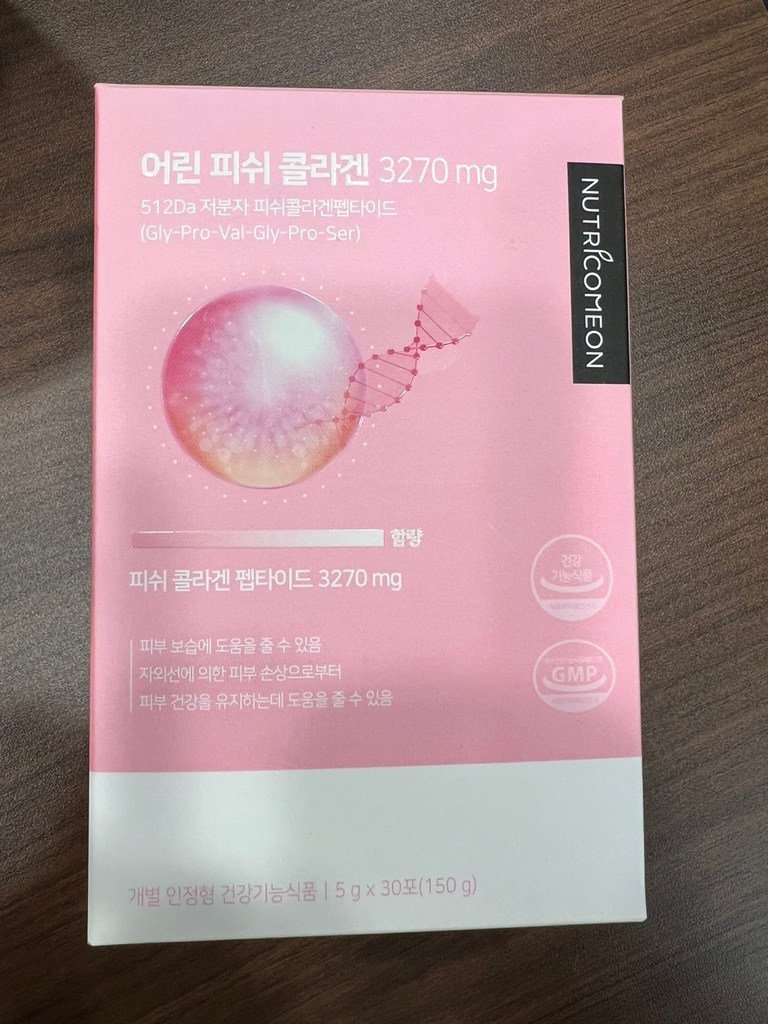 어린 피쉬 콜라겐 3270 mg
512Da 저분자 피쉬콜라겐펩타이드
(Gly-Pro-Val-Gly-Pro-Ser)
NUTRICOMEON
함량
피쉬 콜라겐 펩타이드 3270 mg
건강
기능식품
피부 보습에 도움을 줄 수 있음
자외선에 의한 피부 손상으로부터
피부 건강을 유지하는데 도움을 줄 수 있음
GMP
개별 인정형 건강기능식품 | 5 g x 30포(150 g)